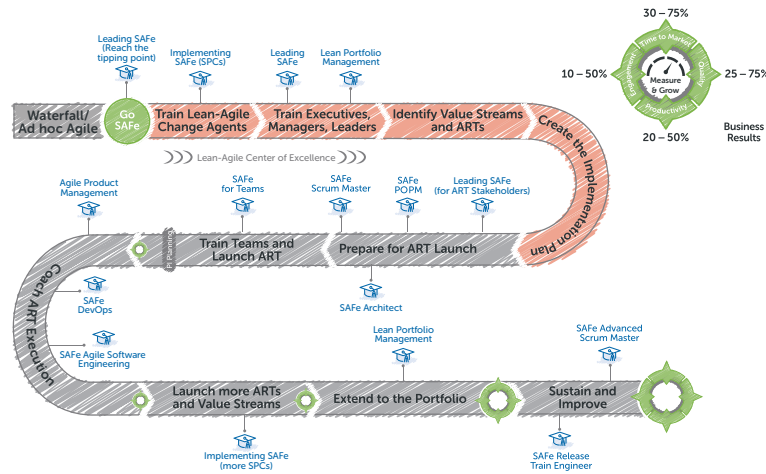 30 – 75%
Time to Market
10 – 50%
Engagement
Measure
& Grow
Quality
25 – 75%
Productivity
20 – 50%
Business
Results
Leading SAFe
(Reach the
tipping point)
Implementing
SAFe (SPCs)
Leading
SAFe
Lean Portfolio
Management
Waterfall/
Ad hoc Agile
Go
SAFe
Train Lean-Agile
Change Agents
Train Executives,
Managers, Leaders
Identify Value Streams
and ARTs
Create the Implementation Plan
Lean-Agile Center of Excellence
Agile Product
Management
SAFe
for Teams
SAFe
Scrum Master
SAFe
POPM
Leading SAFe
(for ART Stakeholders)
PI Planning
Train Teams and
Launch ART
Prepare for ART Launch
SAFe Architect
Coach ART Execution
SAFe
DevOps
SAFe Agile Software
Engineering
Lean Portfolio
Management
SAFe Advanced
Scrum Master
Launch more ARTs
and Value Streams
Extend to the Portfolio
Sustain and
Improve
Implementing SAFe
(more SPCs)
SAFe Release
Train Engineer